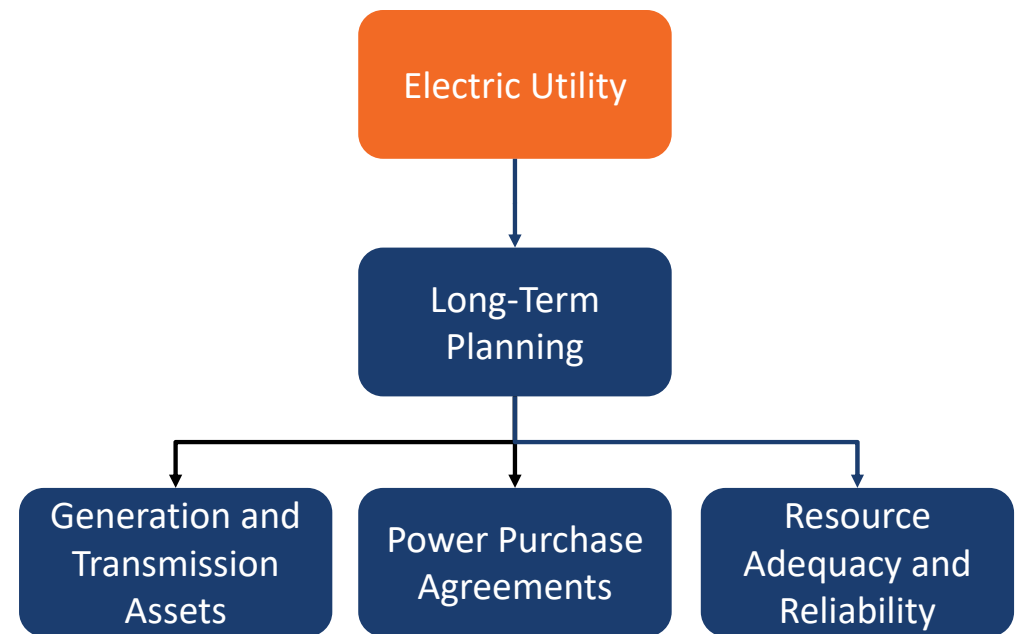 Electric Utility
Long-Term
Planning
Generation and
Transmission
Assets
Power Purchase
Agreements
Resource
Adequacy and
Reliability